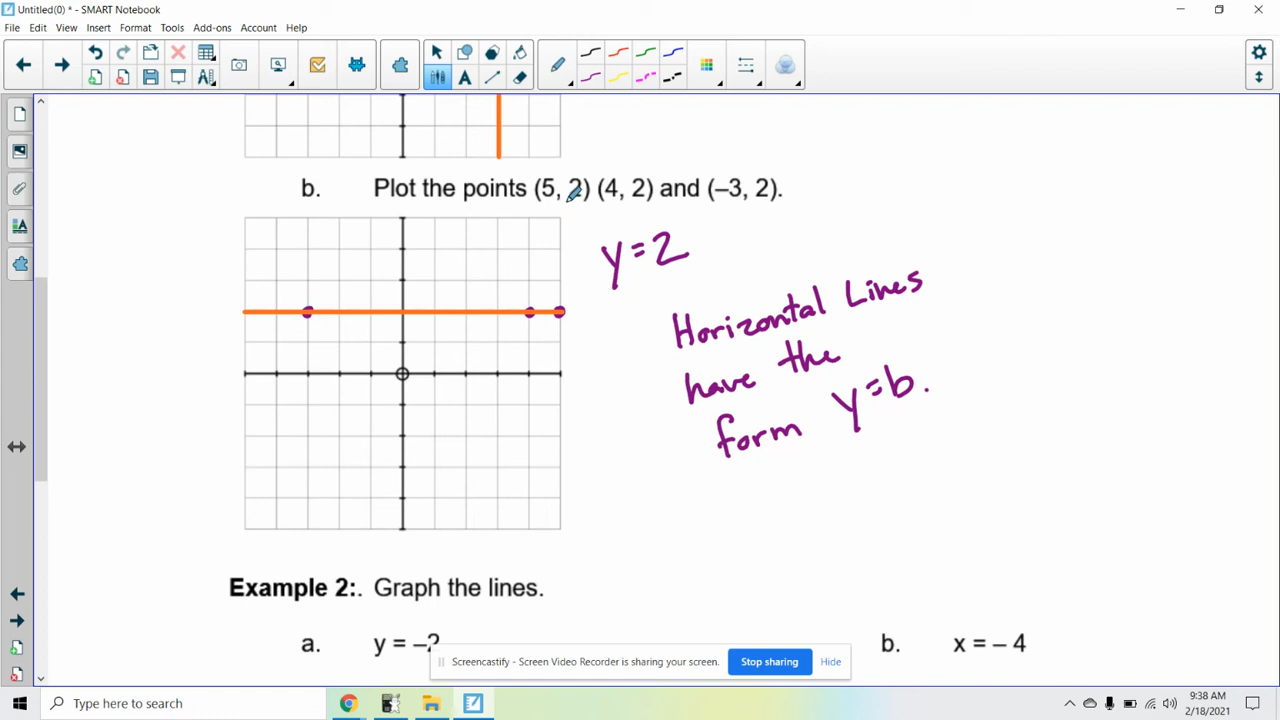 Untitled(0) * - SMART Notebook
File Edit View Insert Format Tools Add-ons Account Help
b. Plot the points (5, 2) (4, 2) and (–3, 2).
y=2
Horizontal Lines
have the
form y=b.
Example 2:. Graph the lines.
a. y = –2
b. x = – 4
Screencastify - Screen Video Recorder is sharing your screen. Stop sharing Hide
Type here to search
9:38 AM
2/18/2021